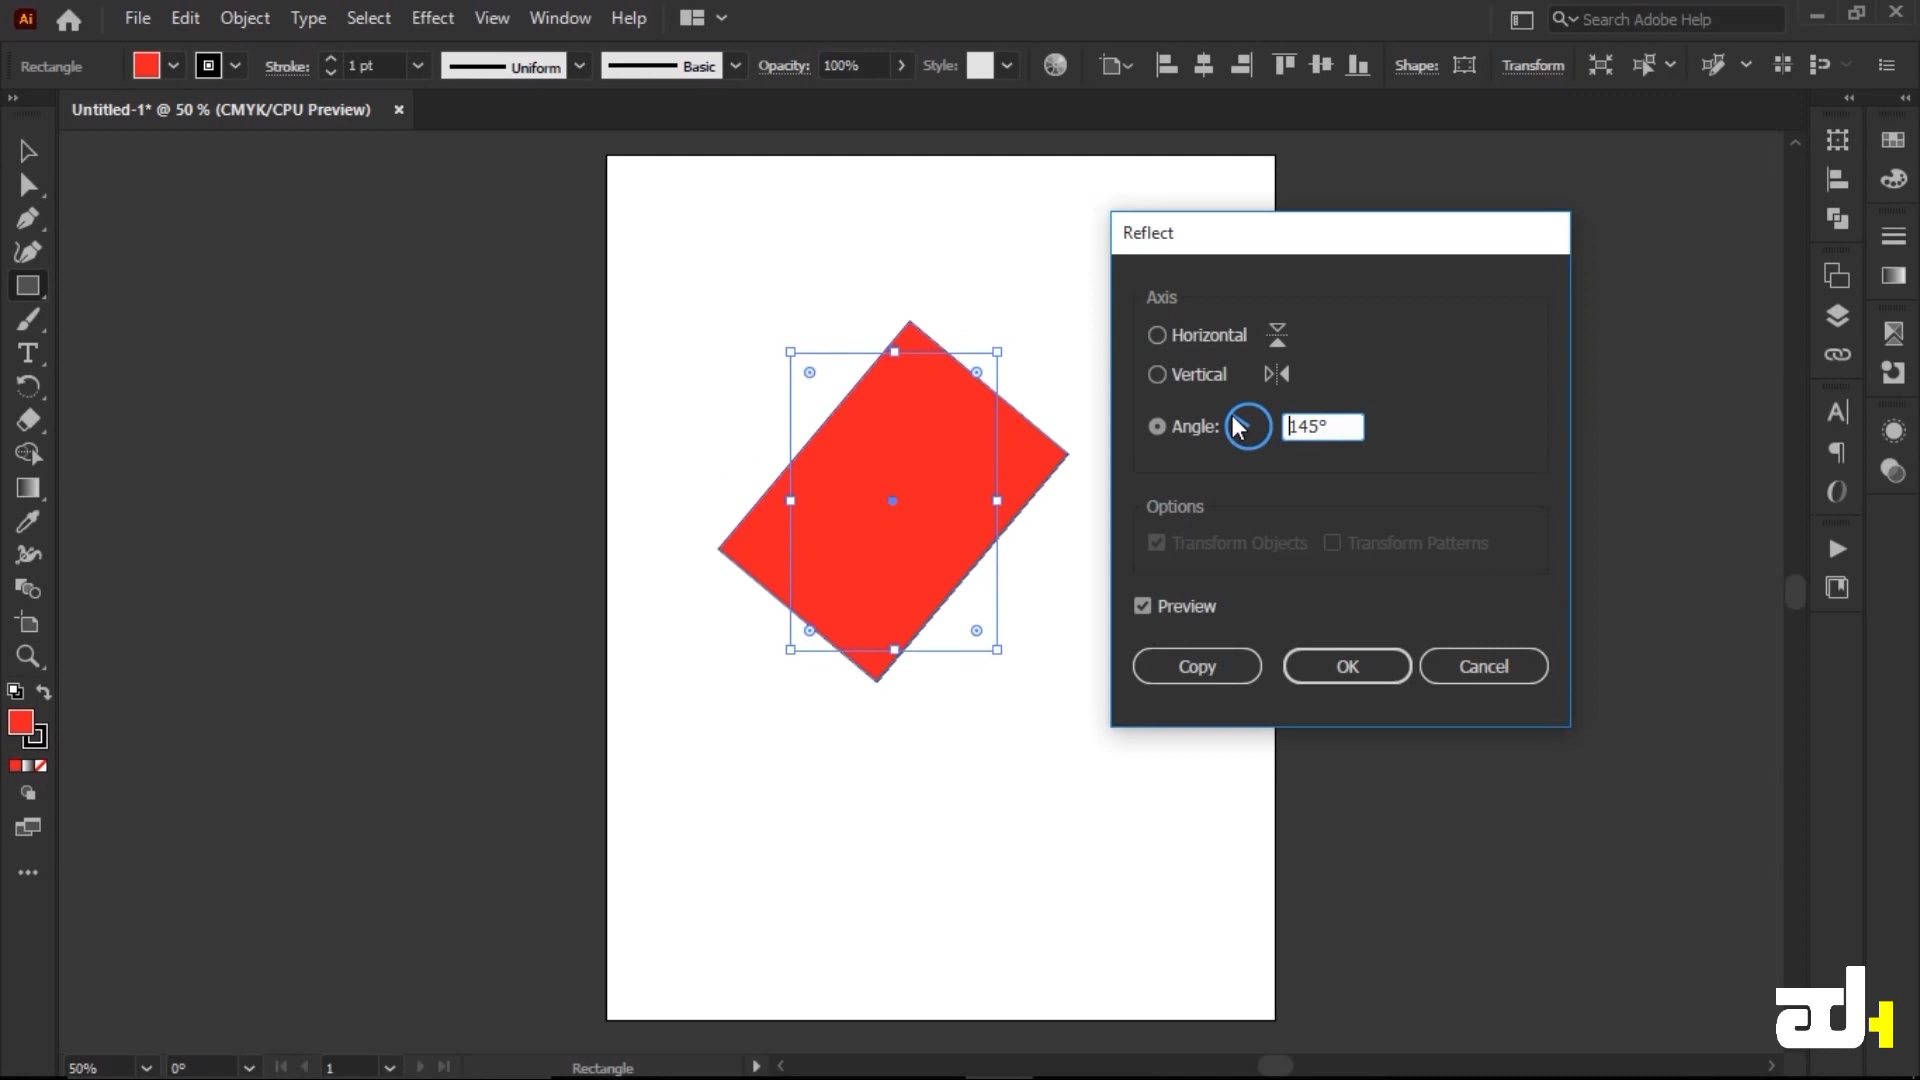 Ai File Edit Object Type Select Effect View Window Help Search Adobe Help
Rectangle Stroke: 1 pt Uniform Basic Opacity: 100% Style: Shape: Transform
Untitled-1* @ 50 % (CMYK/CPU Preview) ×
Reflect
Axis
Horizontal
Vertical
Angle: 145°
Options
Transform Objects Transform Patterns
Preview
Copy OK Cancel
50% 0° 1 Rectangle